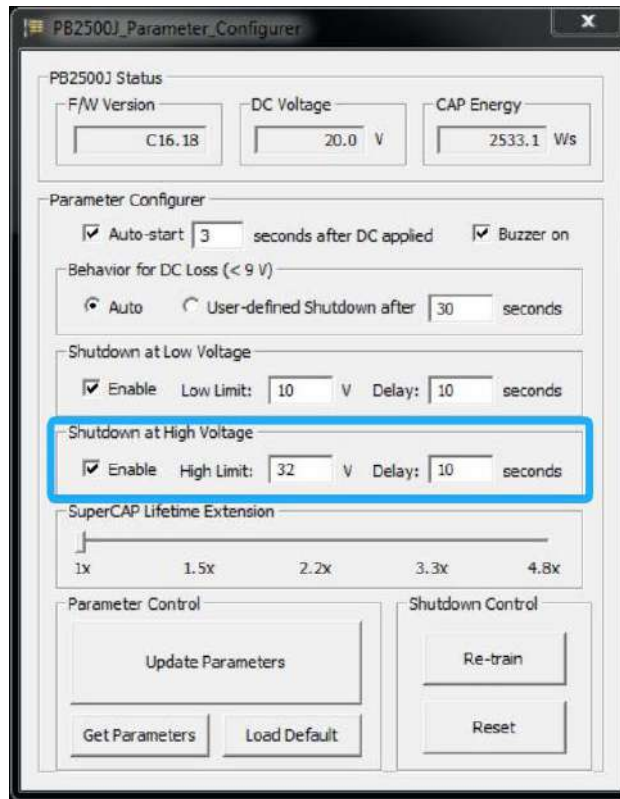 PB2500J_Parameter_Configurer
x
PB2500J Status
F/W Version DC Voltage CAP Energy
C16.18 20.0 V 2533.1 Ws
Parameter Configurer
Auto-start 3 seconds after DC applied Buzzer on
Behavior for DC Loss (< 9 V)
Auto User-defined Shutdown after 30 seconds
Shutdown at Low Voltage
Enable Low Limit: 10 V Delay: 10 seconds
Shutdown at High Voltage
Enable High Limit: 32 V Delay: 10 seconds
SuperCAP Lifetime Extension
1x 1.5x 2.2x 3.3x 4.8x
Parameter Control Shutdown Control
Update Parameters Re-train
Get Parameters Load Default Reset